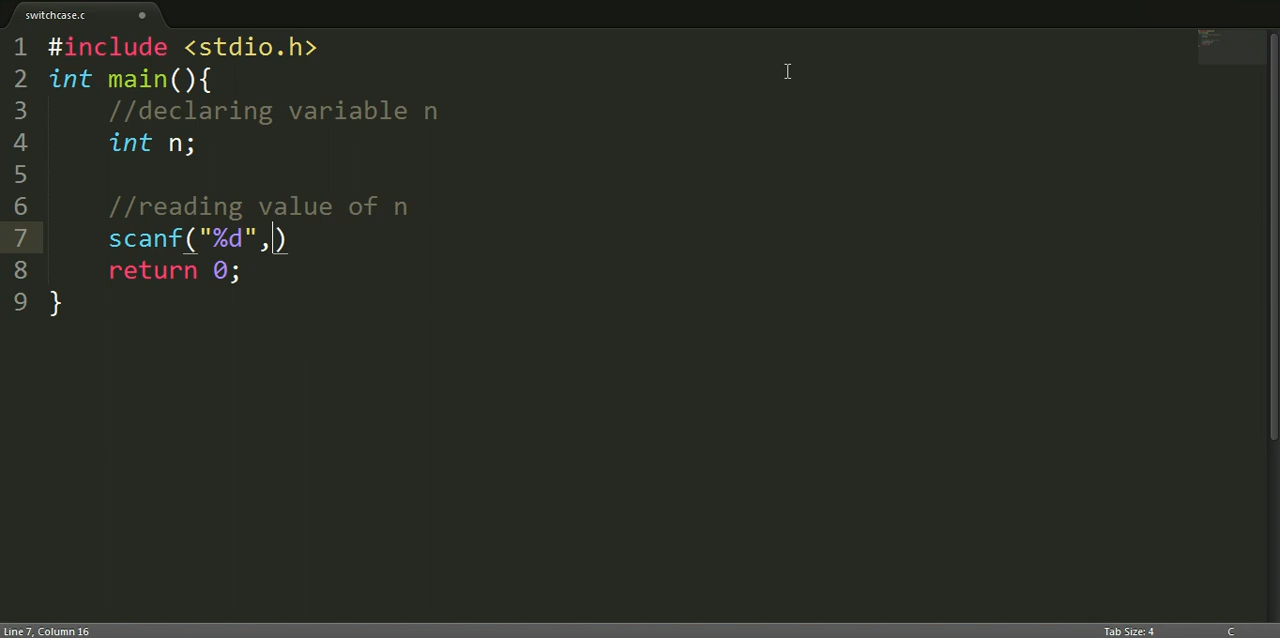 switchcase.c
1 #include <stdio.h>
2 int main(){
3     //declaring variable n
4     int n;
5
6     //reading value of n
7     scanf("%d",)
8     return 0;
9 }
Line 7, Column 16 Tab Size: 4 C